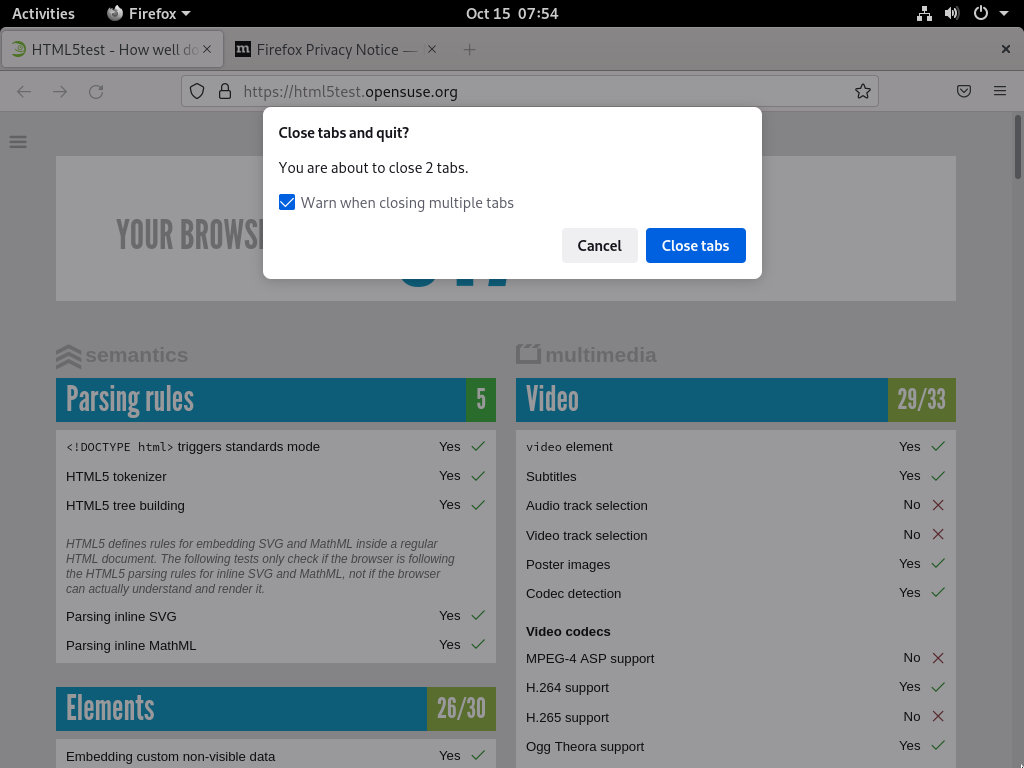 Activities Firefox Oct 15 07:54
HTML5test - How well do Firefox Privacy Notice —
https://html5test.opensuse.org
Close tabs and quit?
You are about to close 2 tabs.
Warn when closing multiple tabs
Cancel Close tabs
YOUR
semantics
Parsing rules 5
<!DOCTYPE html> triggers standards mode Yes
HTML5 tokenizer Yes
HTML5 tree building Yes
HTML5 defines rules for embedding SVG and MathML inside a regular
HTML document. The following tests only check if the browser is following
the HTML5 parsing rules for inline SVG and MathML, not if the browser
can actually understand and render it.
Parsing inline SVG Yes
Parsing inline MathML Yes
Elements 26/30
Embedding custom non-visible data Yes
multimedia
Video 29/33
video element Yes
Subtitles Yes
Audio track selection No
Video track selection No
Poster images Yes
Codec detection Yes
Video codecs
MPEG-4 ASP support No
H.264 support Yes
H.265 support No
Ogg Theora support Yes